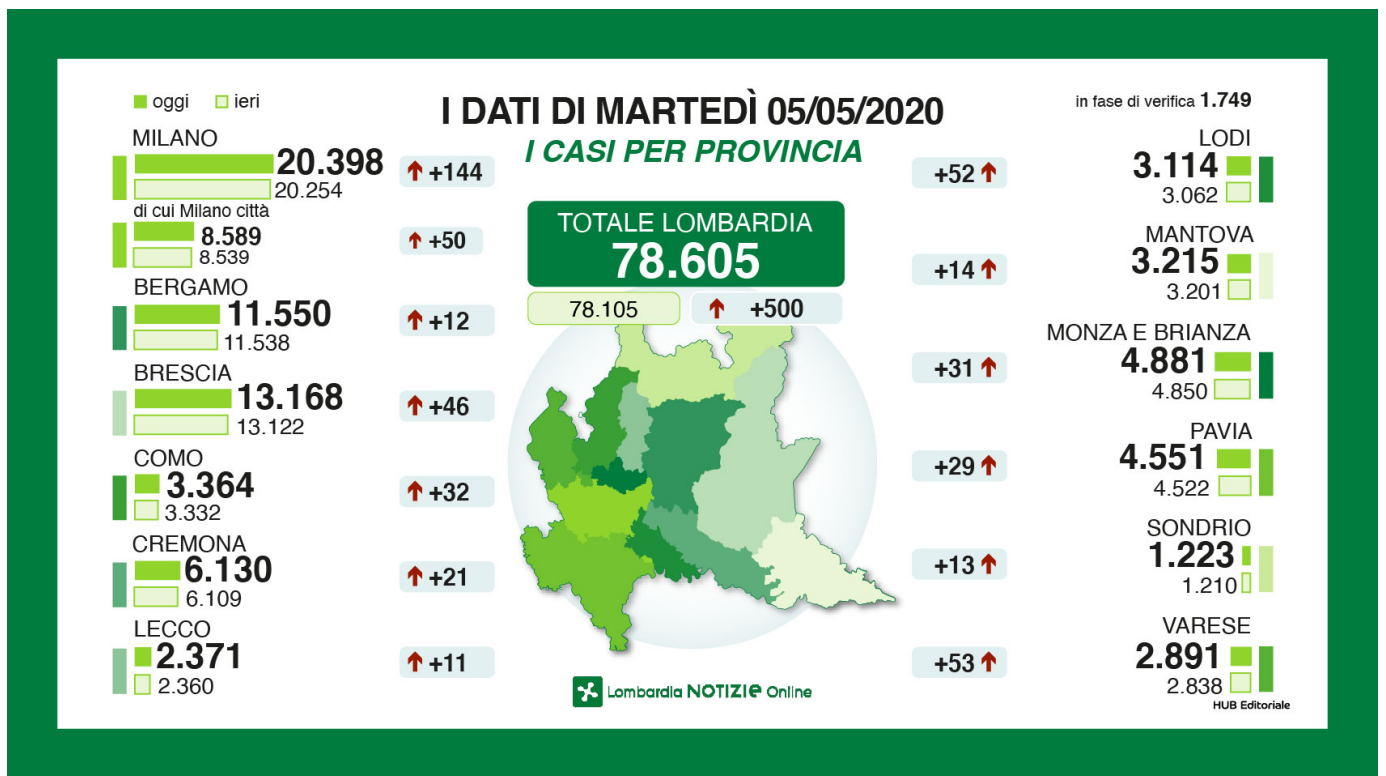 oggi ieri
I DATI DI MARTEDÌ 05/05/2020
I CASI PER PROVINCIA
in fase di verifica 1.749
MILANO
20.398
20.254
+144
di cui Milano città
8.589
8.539
+50
BERGAMO
11.550
11.538
+12
BRESCIA
13.168
13.122
+46
COMO
3.364
3.332
+32
CREMONA
6.130
6.109
+21
LECCO
2.371
2.360
+11
TOTALE LOMBARDIA
78.605
78.105 +500
LODI
3.114
3.062
+52
MANTOVA
3.215
3.201
+14
MONZA E BRIANZA
4.881
4.850
+31
PAVIA
4.551
4.522
+29
SONDRIO
1.223
1.210
+13
VARESE
2.891
2.838
+53
Lombardia NOTIZIe Online
HUB Editoriale